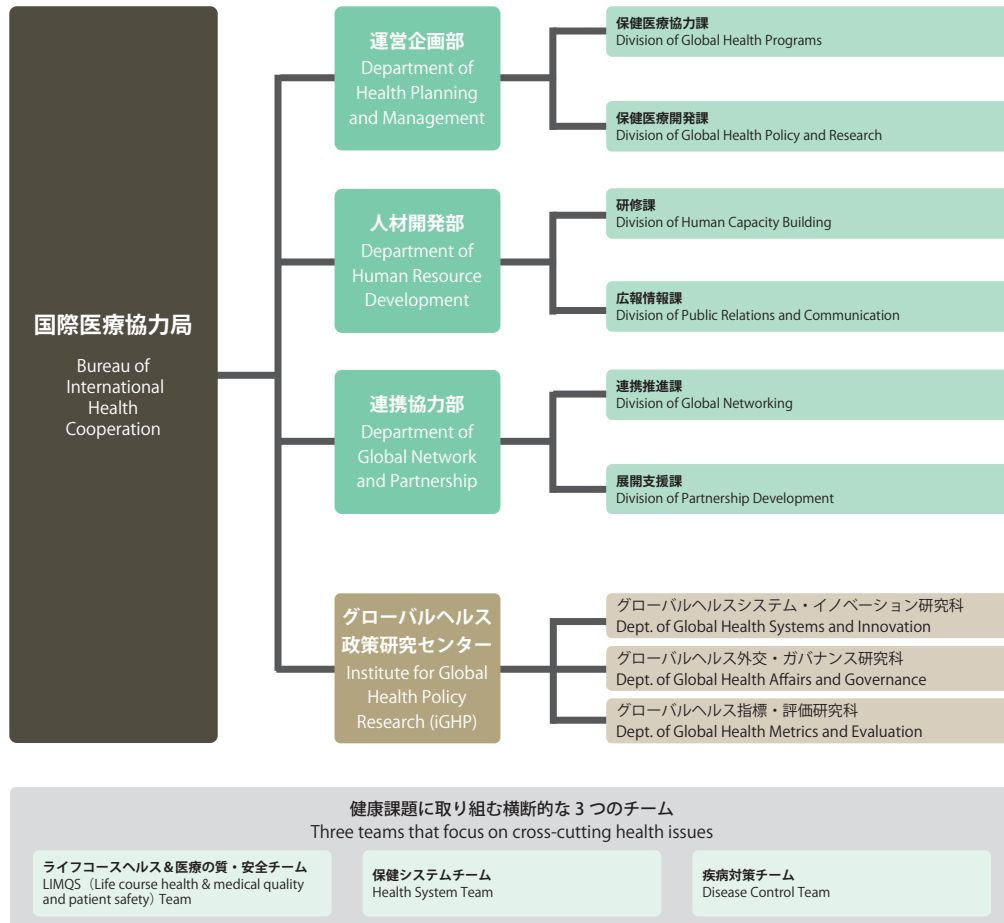 国際医療協力局
Bureau of
International
Health
Cooperation
運営企画部
Department of
Health Planning
and Management
保健医療協力課
Division of Global Health Programs
保健医療開発課
Division of Global Health Policy and Research
人材開発部
Department of
Human Resource
Development
研修課
Division of Human Capacity Building
広報情報課
Division of Public Relations and Communication
連携協力部
Department of
Global Network
and Partnership
連携推進課
Division of Global Networking
展開支援課
Division of Partnership Development
グローバルヘルス
政策研究センター
Institute for Global
Health Policy
Research (iGHP)
グローバルヘルスシステム・イノベーション研究科
Dept. of Global Health Systems and Innovation
グローバルヘルス外交・ガバナンス研究科
Dept. of Global Health Affairs and Governance
グローバルヘルス指標・評価研究科
Dept. of Global Health Metrics and Evaluation
健康課題に取り組む横断的な 3 つのチーム
Three teams that focus on cross-cutting health issues
ライフコースヘルス＆医療の質・安全チーム
LIMQS（Life course health & medical quality
and patient safety）Team
保健システムチーム
Health System Team
疾病対策チーム
Disease Control Team